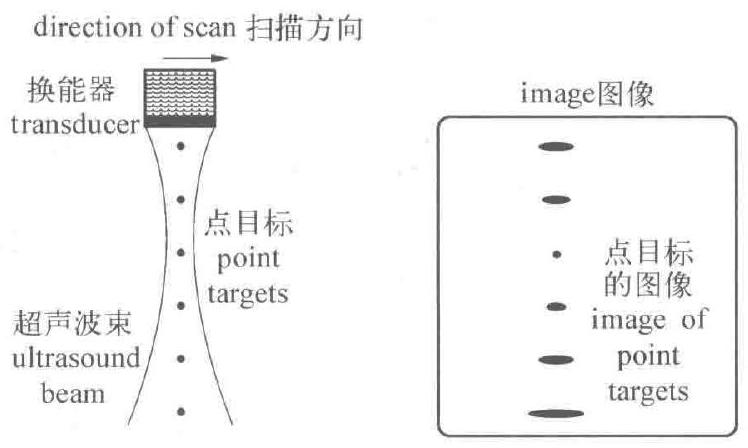 direction of scan 扫描方向
换能器
transducer
点目标
point
targets
超声波束
ultrasound
beam
image图像
点目标
的图像
image of
point
targets